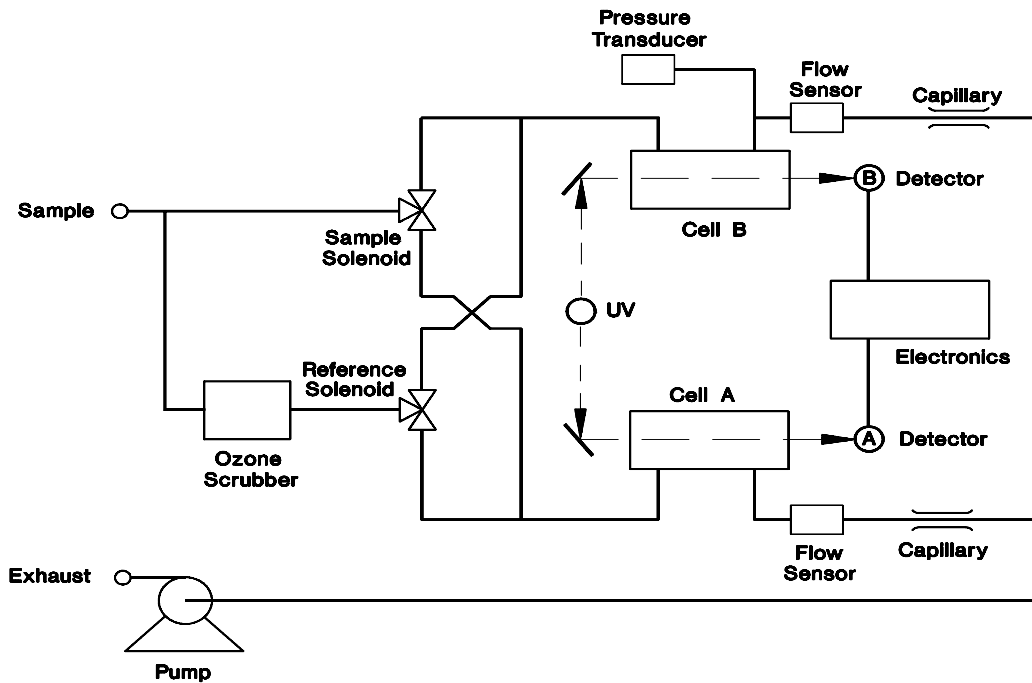 Pressure
Transducer
Flow
Sensor
Capillary
Sample
Sample
Solenoid
B
Detector
Cell B
UV
Electronics
Reference
Solenoid
Cell A
Ozone
Scrubber
A
Detector
Flow
Sensor
Capillary
Exhaust
Pump